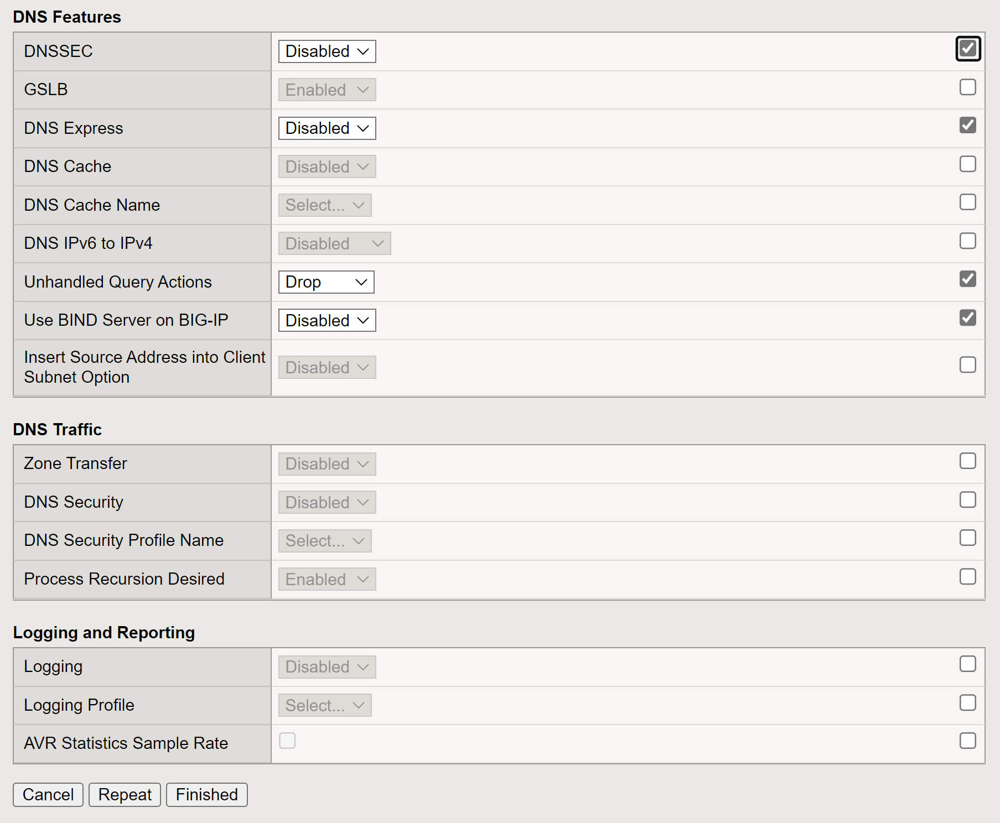 DNS Features
DNSSEC Disabled
GSLB Enabled
DNS Express Disabled
DNS Cache Disabled
DNS Cache Name Select...
DNS IPv6 to IPv4 Disabled
Unhandled Query Actions Drop
Use BIND Server on BIG-IP Disabled
Insert Source Address into Client
Subnet Option Disabled
DNS Traffic
Zone Transfer Disabled
DNS Security Disabled
DNS Security Profile Name Select...
Process Recursion Desired Enabled
Logging and Reporting
Logging Disabled
Logging Profile Select...
AVR Statistics Sample Rate
Cancel Repeat Finished